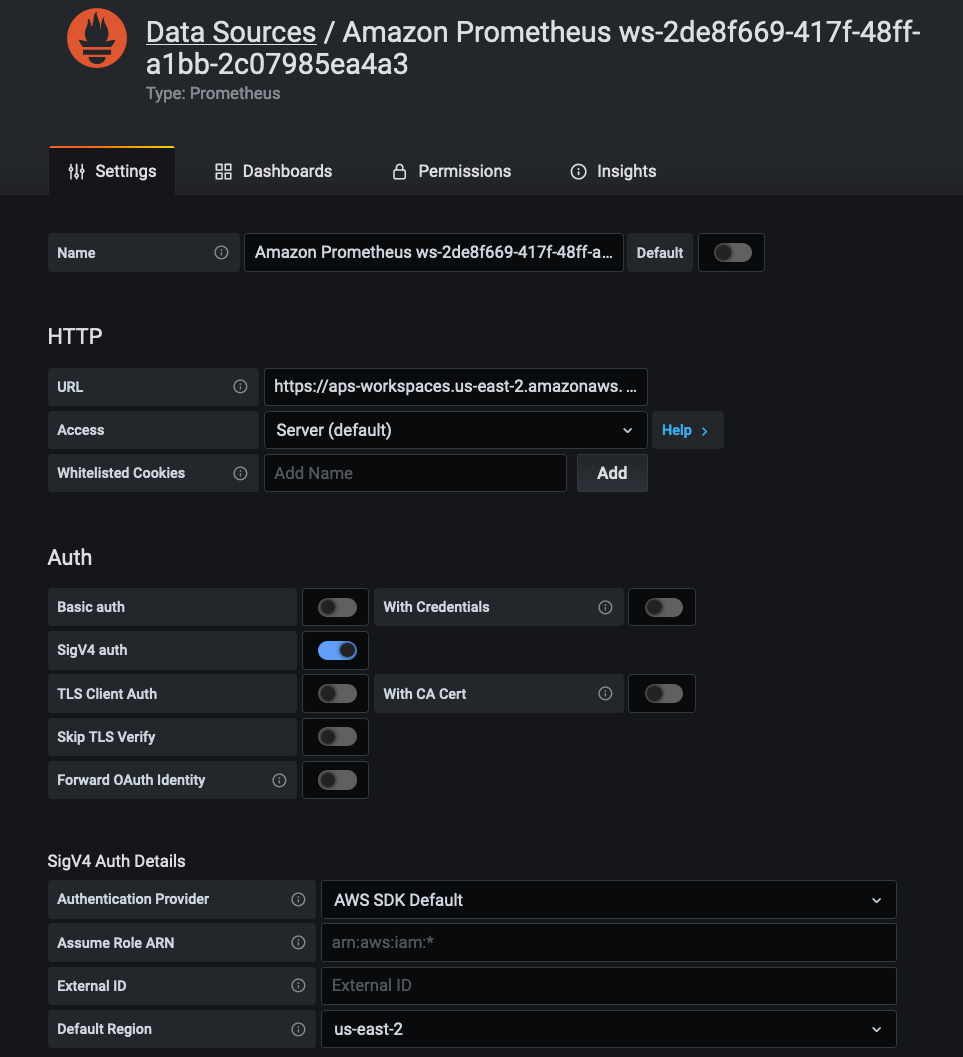 Data Sources / Amazon Prometheus ws-2de8f669-417f-48ff-
a1bb-2c07985ea4a3
Type: Prometheus
Settings Dashboards Permissions Insights
Name Amazon Prometheus ws-2de8f669-417f-48ff-a... Default
HTTP
URL https://aps-workspaces.us-east-2.amazonaws. ...
Access Server (default) Help
Whitelisted Cookies Add Name Add
Auth
Basic auth With Credentials
SigV4 auth
TLS Client Auth With CA Cert
Skip TLS Verify
Forward OAuth Identity
SigV4 Auth Details
Authentication Provider AWS SDK Default
Assume Role ARN arn:aws:iam:*
External ID External ID
Default Region us-east-2